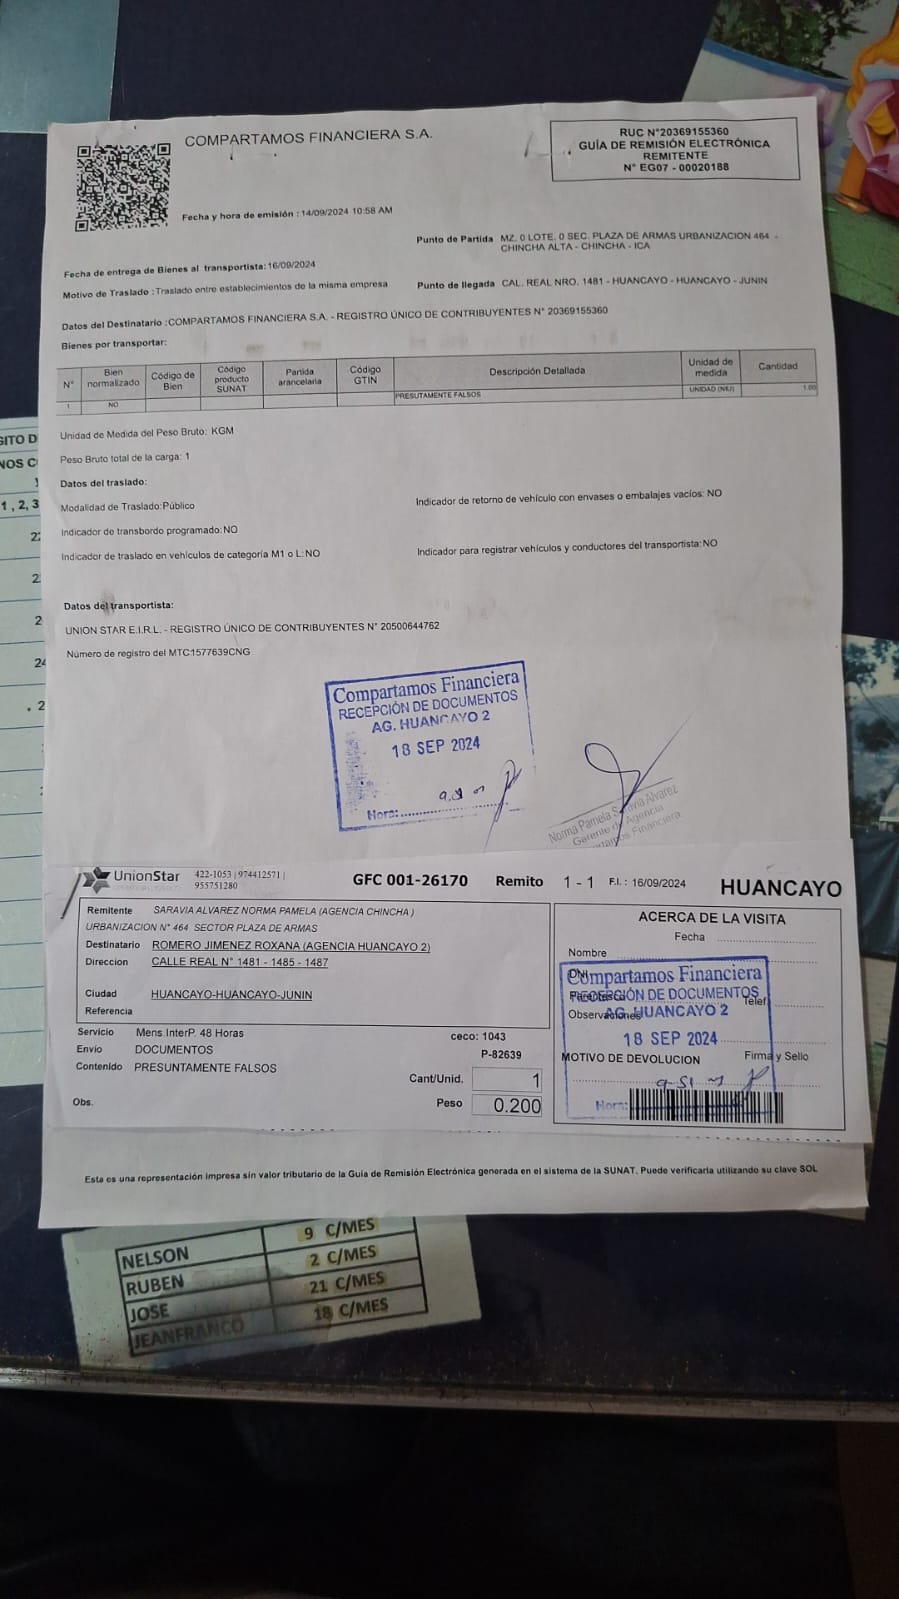 COMPARTAMOS FINANCIERA S.A.
RUC N°20369155360
GUÍA DE REMISIÓN ELECTRÓNICA
REMITENTE
N° EG07 - 00020188
Fecha y hora de emisión : 14/09/2024 10:58 AM
Punto de Partida MZ. 0 LOTE. 0 SEC. PLAZA DE ARMAS URBANIZACION 464 -
CHINCHA ALTA - CHINCHA - ICA
Fecha de entrega de Bienes al transportista: 16/09/2024
Motivo de Traslado : Traslado entre establecimientos de la misma empresa
Punto de llegada CAL. REAL NRO. 1481 - HUANCAYO - HUANCAYO - JUNIN
Datos del Destinatario :COMPARTAMOS FINANCIERA S.A. - REGISTRO ÚNICO DE CONTRIBUYENTES N° 20369155360
Bienes por transportar:
N° Bien normalizado Código de Bien Código producto SUNAT Partida arancelaria Código GTIN Descripción Detallada Unidad de medida Cantidad
1 NO PRESUTAMENTE FALSOS UNIDAD (NIU) 1.00
Unidad de Medida del Peso Bruto: KGM
Peso Bruto total de la carga: 1
Datos del traslado:
Modalidad de Traslado:Público
Indicador de retorno de vehículo con envases o embalajes vacíos: NO
Indicador de transbordo programado:NO
Indicador de traslado en vehículos de categoría M1 o L:NO
Indicador para registrar vehículos y conductores del transportista:NO
Datos del transportista:
UNION STAR E.I.R.L. - REGISTRO ÚNICO DE CONTRIBUYENTES N° 20500644762
Número de registro del MTC1577639CNG
Compartamos Financiera
RECEPCIÓN DE DOCUMENTOS
AG. HUANCAYO 2
18 SEP 2024
Hora:
Norma Pamela Saravia Alvarez
Gerente de Agencia
Financiera
UnionStar
422-1053 | 974412571 |
955751280
GFC 001-26170 Remito 1 - 1 F.I. : 16/09/2024 HUANCAYO
Remitente SARAVIA ALVAREZ NORMA PAMELA (AGENCIA CHINCHA )
URBANIZACION N° 464 SECTOR PLAZA DE ARMAS
Destinatario ROMERO JIMENEZ ROXANA (AGENCIA HUANCAYO 2)
Direccion CALLE REAL N° 1481 - 1485 - 1487
Ciudad HUANCAYO-HUANCAYO-JUNIN
Referencia
Servicio Mens.InterP. 48 Horas
ceco: 1043
Envío DOCUMENTOS
P-82639
Contenido PRESUNTAMENTE FALSOS
Cant/Unid. 1
Obs.
Peso 0.200
ACERCA DE LA VISITA
Fecha
Nombre
DNI
Telef
Observaciones
MOTIVO DE DEVOLUCION Firma y Sello
Compartamos Financiera
RECEPCIÓN DE DOCUMENTOS
AG. HUANCAYO 2
18 SEP 2024
Hora:
Esta es una representación impresa sin valor tributario de la Guía de Remisión Electrónica generada en el sistema de la SUNAT. Puede verificarla utilizando su clave SOL
NELSON 9 C/MES
RUBEN 2 C/MES
JOSE 21 C/MES
JEANFRANCO 18 C/MES